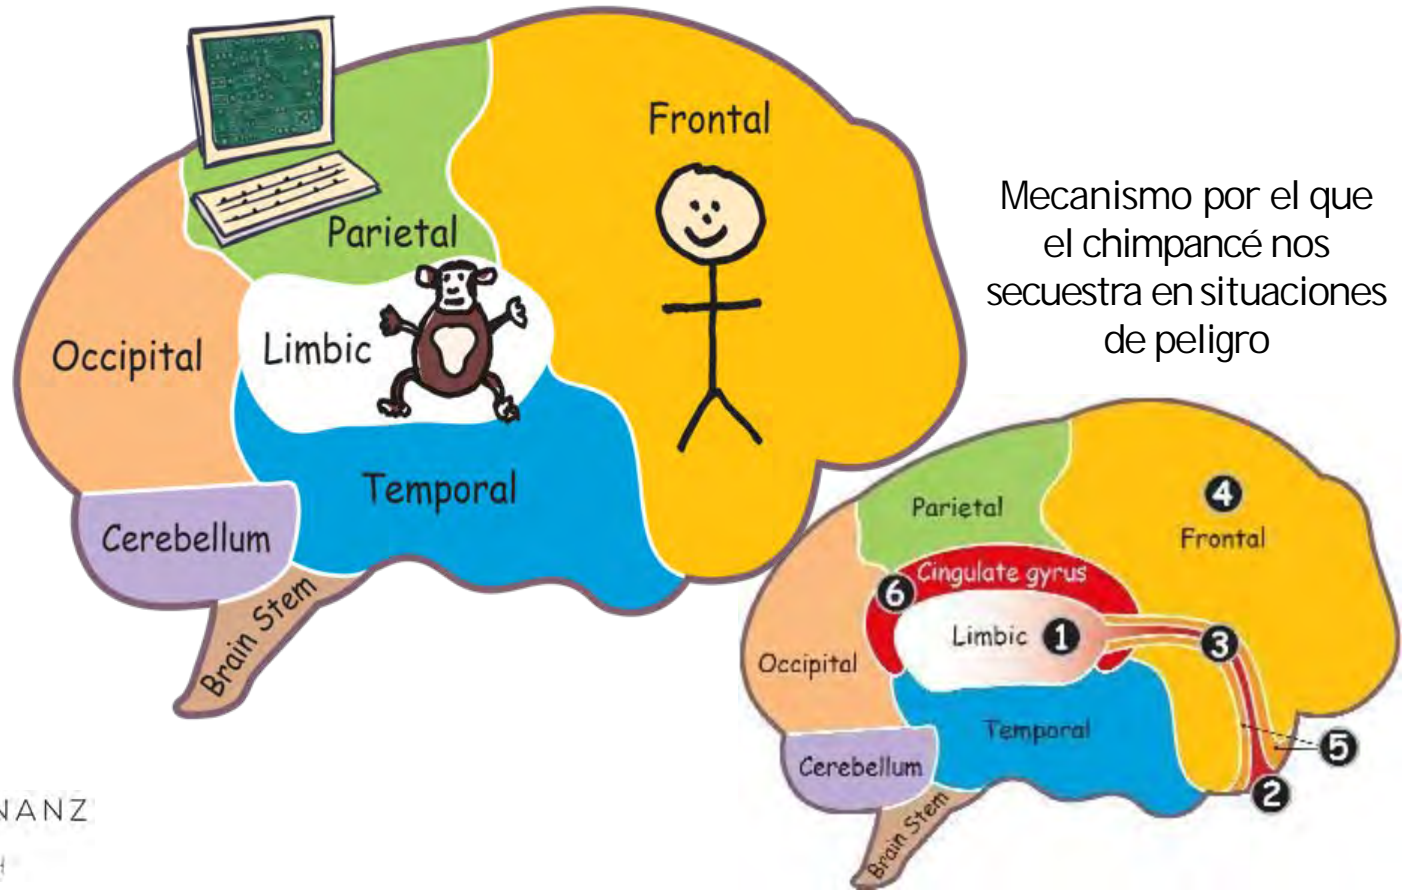 Frontal
Parietal
Limbic
Occipital
Temporal
Cerebellum
Brain Stem
Mecanismo por el que
el chimpancé nos
secuestra en situaciones
de peligro
4
Parietal
Frontal
Cingulate gyrus
6
Limbic 1
3
Occipital
Temporal
5
Cerebellum
2
Brain Stem
NANZ